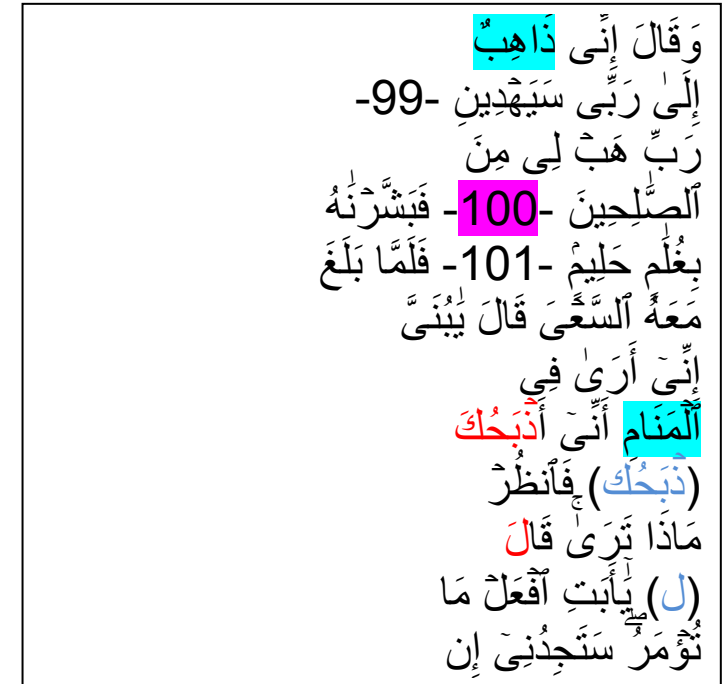 وَقَالَ إِنِّى ذَاهِبٌ
إِلَىٰ رَبِّى سَيَهْدِينِ -99-
رَبِّ هَبْ لِى مِنَ
ٱلصَّٰلِحِينَ -100- فَبَشَّرْنَٰهُ
بِغُلَٰمٍ حَلِيمٍۢ -101- فَلَمَّا بَلَغَ
مَعَهُ ٱلسَّعْىَ قَالَ يَٰبُنَىَّ
إِنِّىٓ أَرَىٰ فِى
ٱلْمَنَامِ أَنِّىٓ أَذْبَحُكَ
(ذْبَحُك) فَٱنظُرْ
مَاذَا تَرَىٰۚ قَالَ
(ل) يَٰٓأَبَتِ ٱفْعَلْ مَا
تُؤْمَرُۖ سَتَجِدُنِىٓ إِن